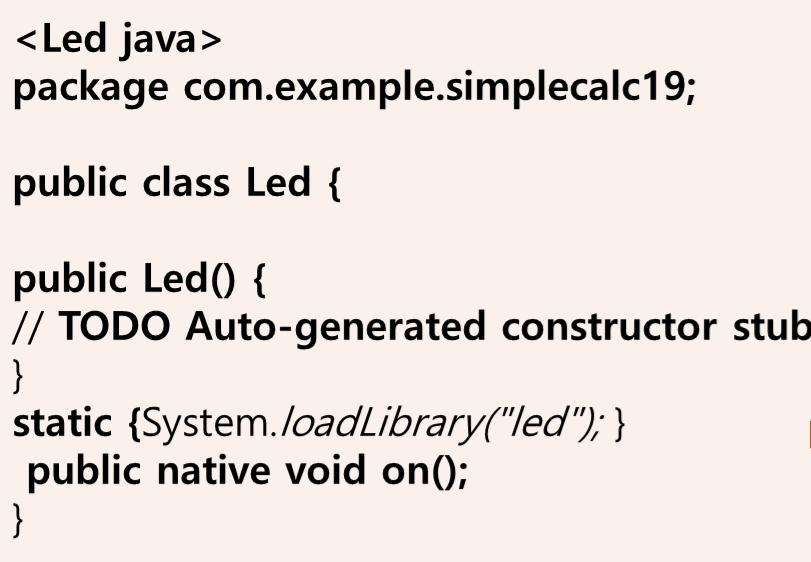 <Led java>
package com.example.simplecalc19;
public class Led {
public Led() {
// TODO Auto-generated constructor stub
}
static {System.loadLibrary("led"); }
public native void on();
}